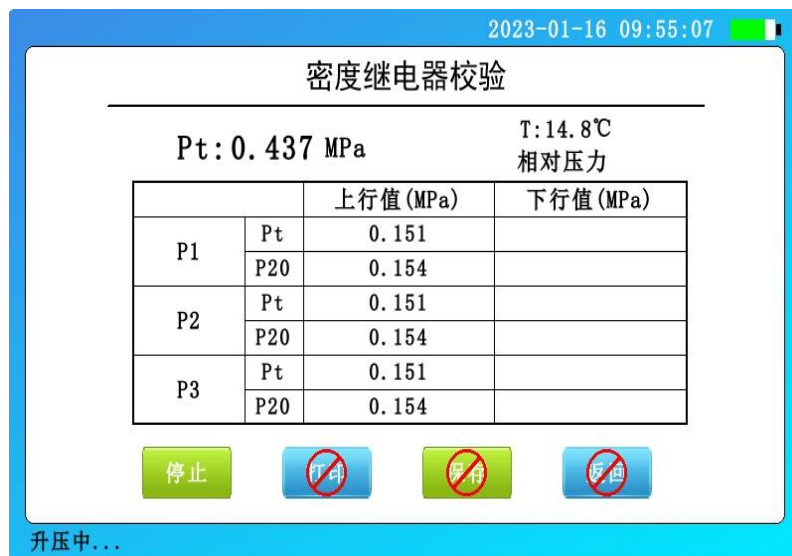 2023-01-16 09:55:07
密度继电器校验
Pt:0.437 MPa
T:14.8℃
相对压力
上行值(MPa) 下行值(MPa)
P1 Pt 0.151
P20 0.154
P2 Pt 0.151
P20 0.154
P3 Pt 0.151
P20 0.154
停止 打印 保存 返回
升压中...